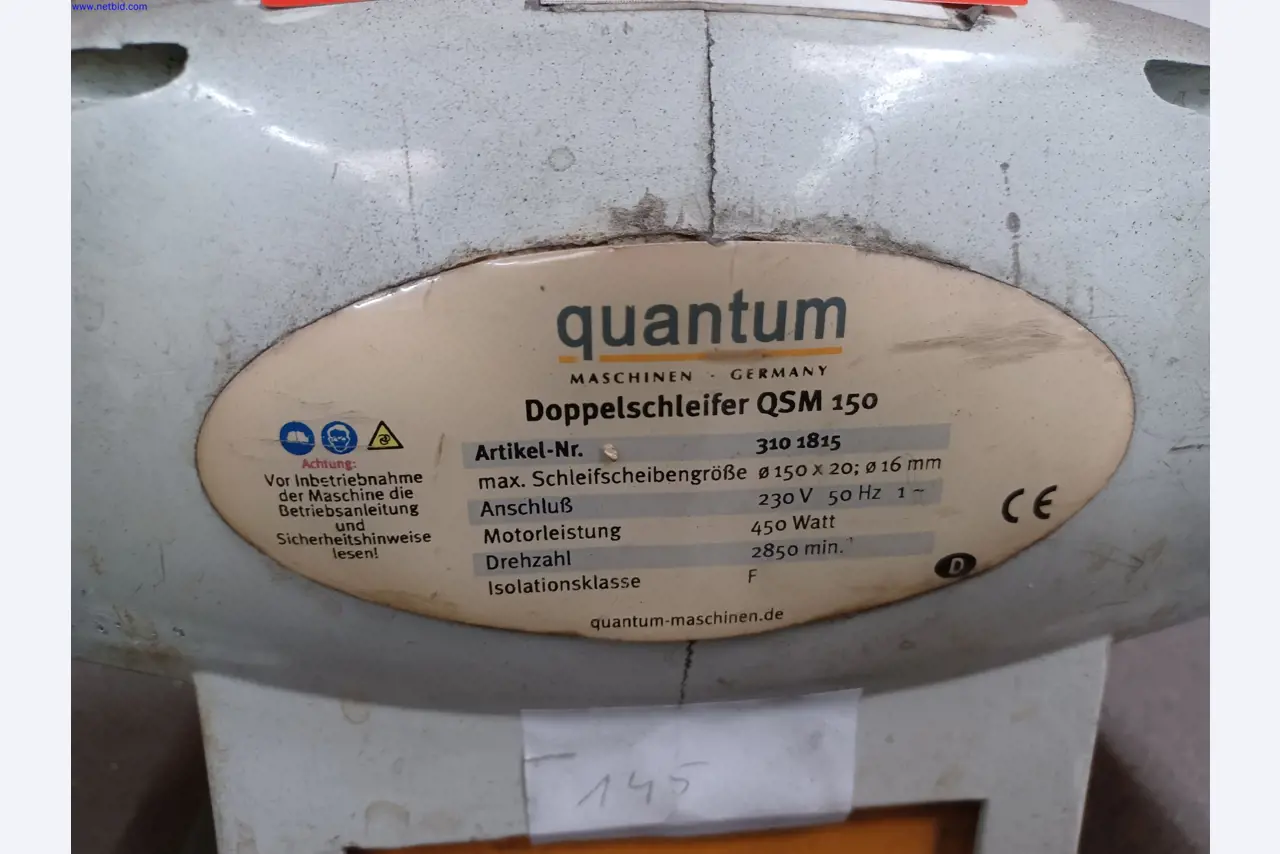 www.netbid.com
quantum
MASCHINEN · GERMANY
Doppelschleifer QSM 150
Artikel-Nr. 310 1815
max. Schleifscheibengröße ø 150 x 20; ø 16 mm
Anschluß 230 V 50 Hz 1 ~
Motorleistung 450 Watt
Drehzahl 2850 min.⁻¹
Isolationsklasse F
quantum-maschinen.de
Achtung:
Vor Inbetriebnahme
der Maschine die
Betriebsanleitung
und
Sicherheitshinweise
lesen!
CE
D
145